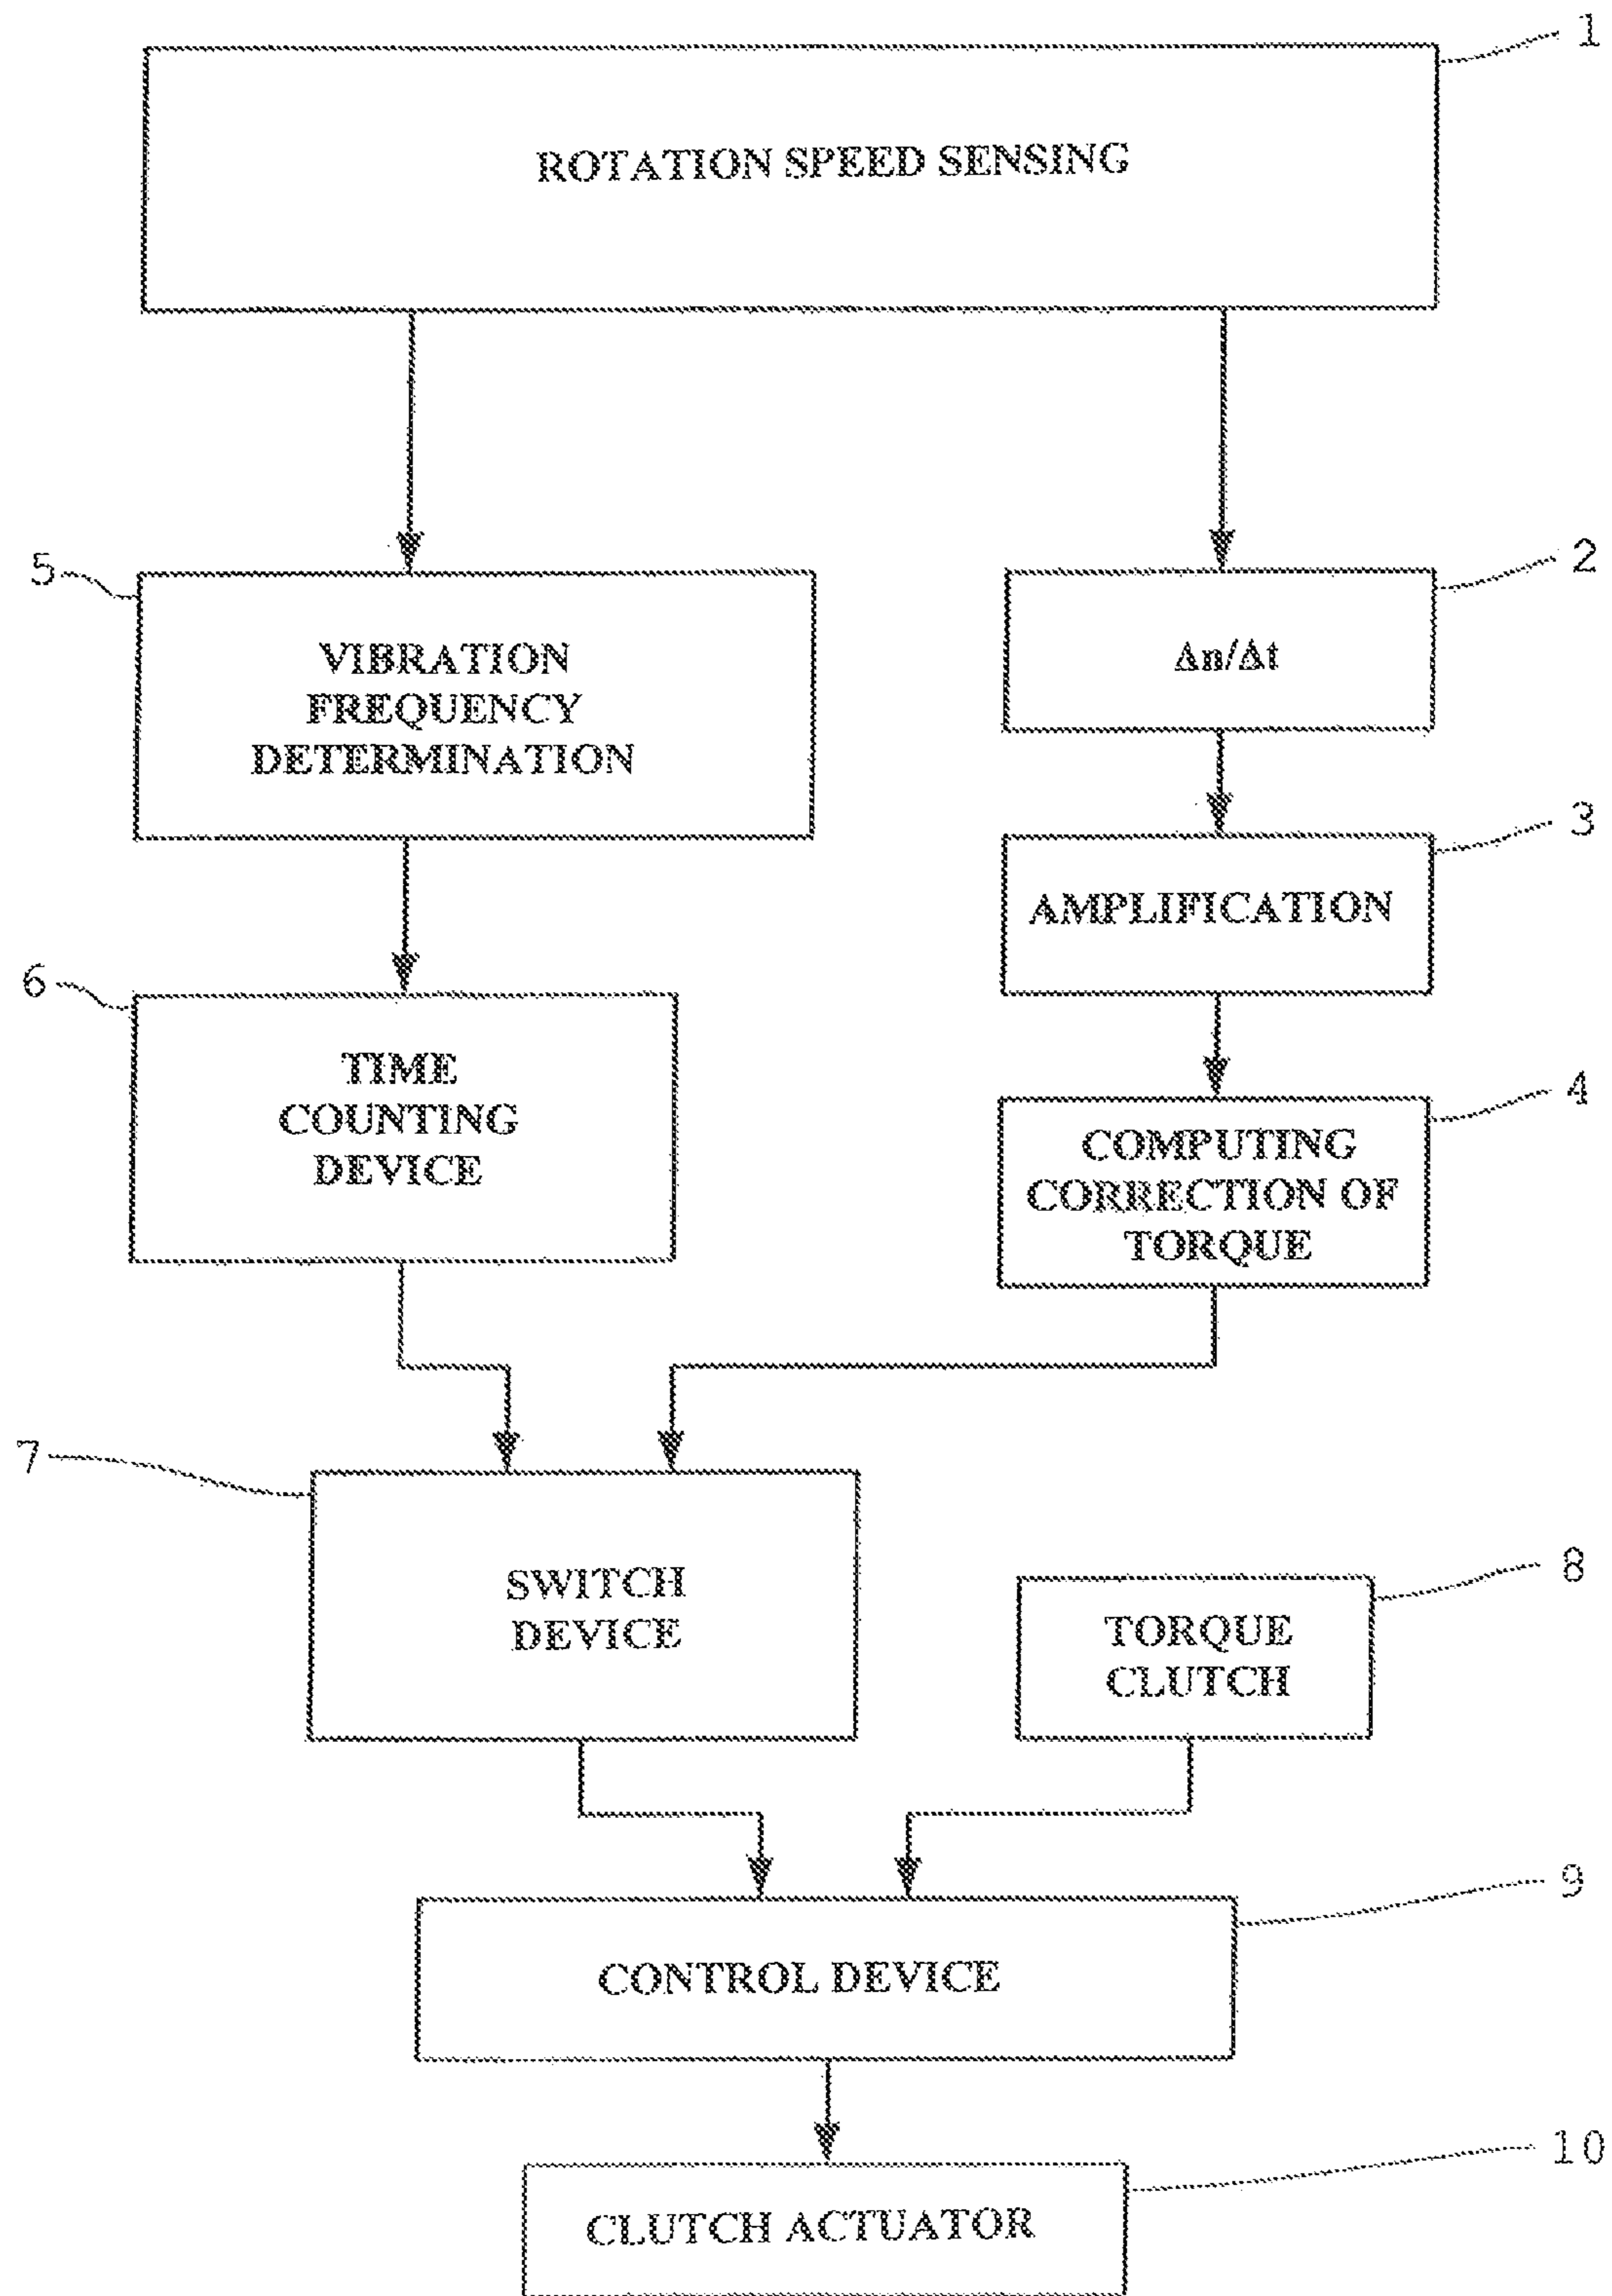 1
ROTATION SPEED SENSING
5
VIBRATION
FREQUENCY
DETERMINATION
2
Δn/Δt
3
AMPLIFICATION
6
TIME
COUNTING
DEVICE
4
COMPUTING
CORRECTION OF
TORQUE
7
SWITCH
DEVICE
8
TORQUE
CLUTCH
9
CONTROL DEVICE
10
CLUTCH ACTUATOR